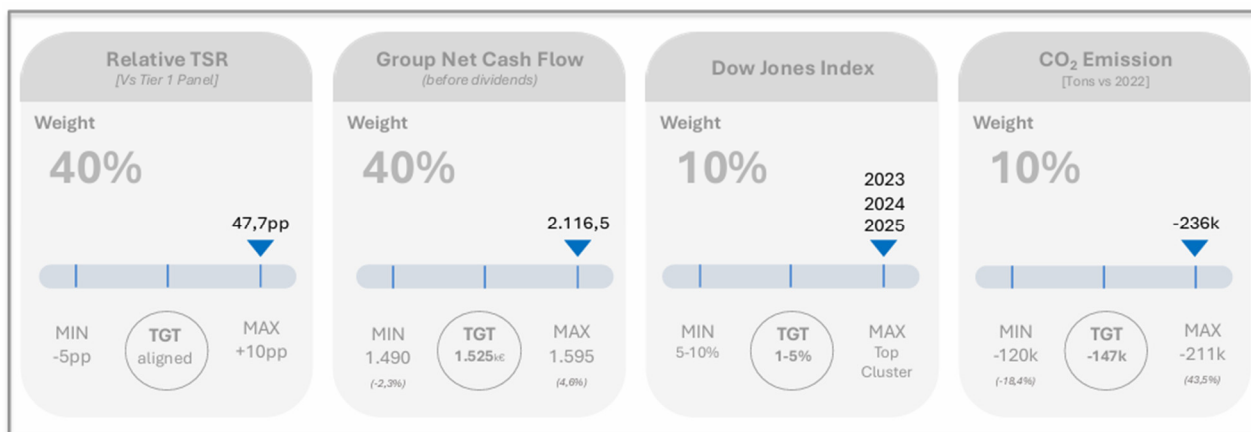 Relative TSR
[Vs Tier 1 Panel]
Weight
40%
47,7pp
MIN
-5pp
TGT
aligned
MAX
+10pp
Group Net Cash Flow
(before dividends)
Weight
40%
2.116,5
MIN
1.490
(-2,3%)
TGT
1.525k€
MAX
1.595
(4,6%)
Dow Jones Index
Weight
10%
2023
2024
2025
MIN
5-10%
TGT
1-5%
MAX
Top
Cluster
CO₂ Emission
[Tons vs 2022]
Weight
10%
-236k
MIN
-120k
(-18,4%)
TGT
-147k
MAX
-211k
(43,5%)